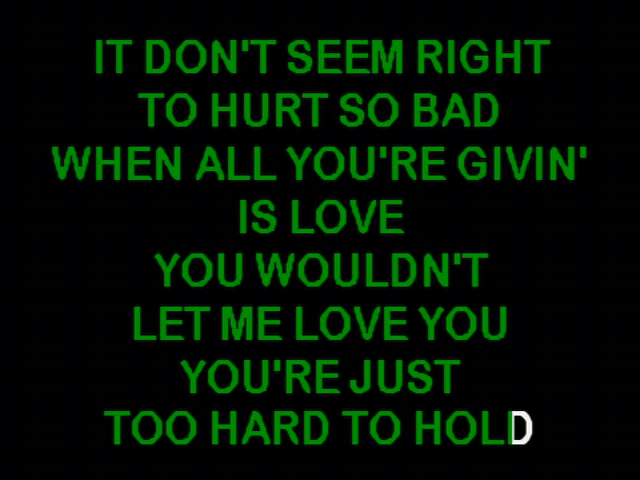 IT DON'T SEEM RIGHT
TO HURT SO BAD
WHEN ALL YOU'RE GIVIN'
IS LOVE
YOU WOULDN'T
LET ME LOVE YOU
YOU'RE JUST
TOO HARD TO HOLD